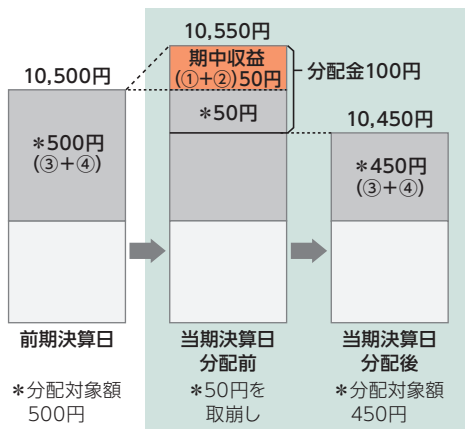 10,550円
期中収益
(①+②)50円
分配金100円
10,500円
*50円
10,450円
*500円
(③+④)
*450円
(③+④)
前期決算日
当期決算日
分配前
当期決算日
分配後
*分配対象額
500円
*50円を
取崩し
*分配対象額
450円